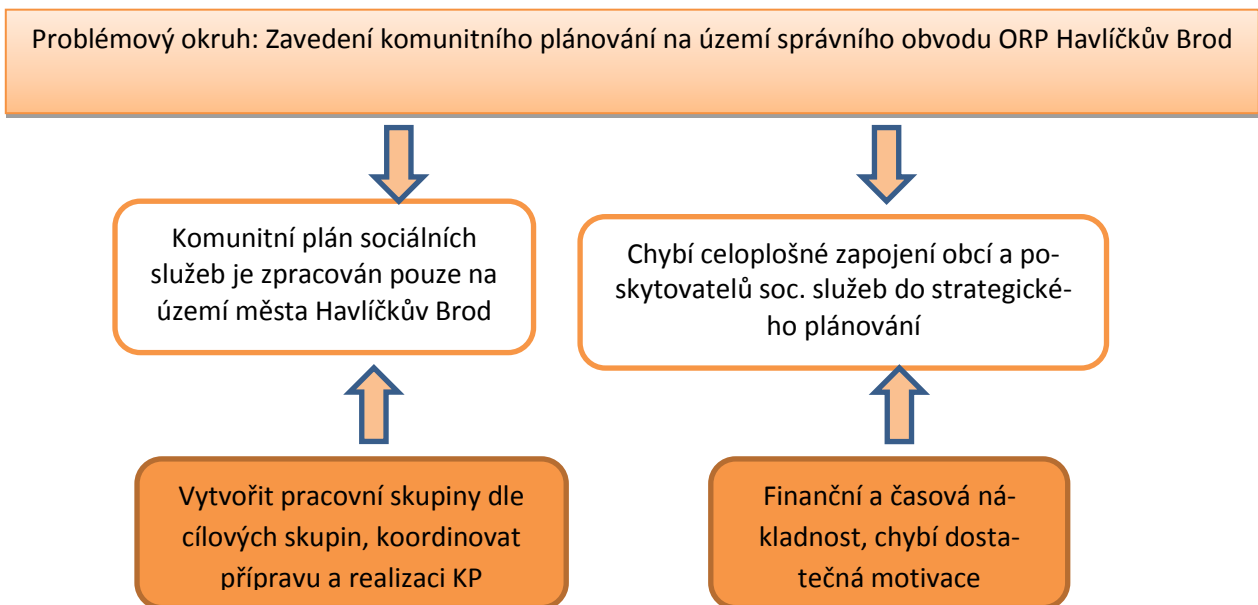 Problémový okruh: Zavedení komunitního plánování na území správního obvodu ORP Havlíčkův Brod
Komunitní plán sociálních
služeb je zpracován pouze na
území města Havlíčkův Brod
Chybí celoplošné zapojení obcí a po-
skytovatelů soc. služeb do strategické-
ho plánování
Vytvořit pracovní skupiny dle
cílových skupin, koordinovat
přípravu a realizaci KP
Finanční a časová ná-
kladnost, chybí dosta-
tečná motivace